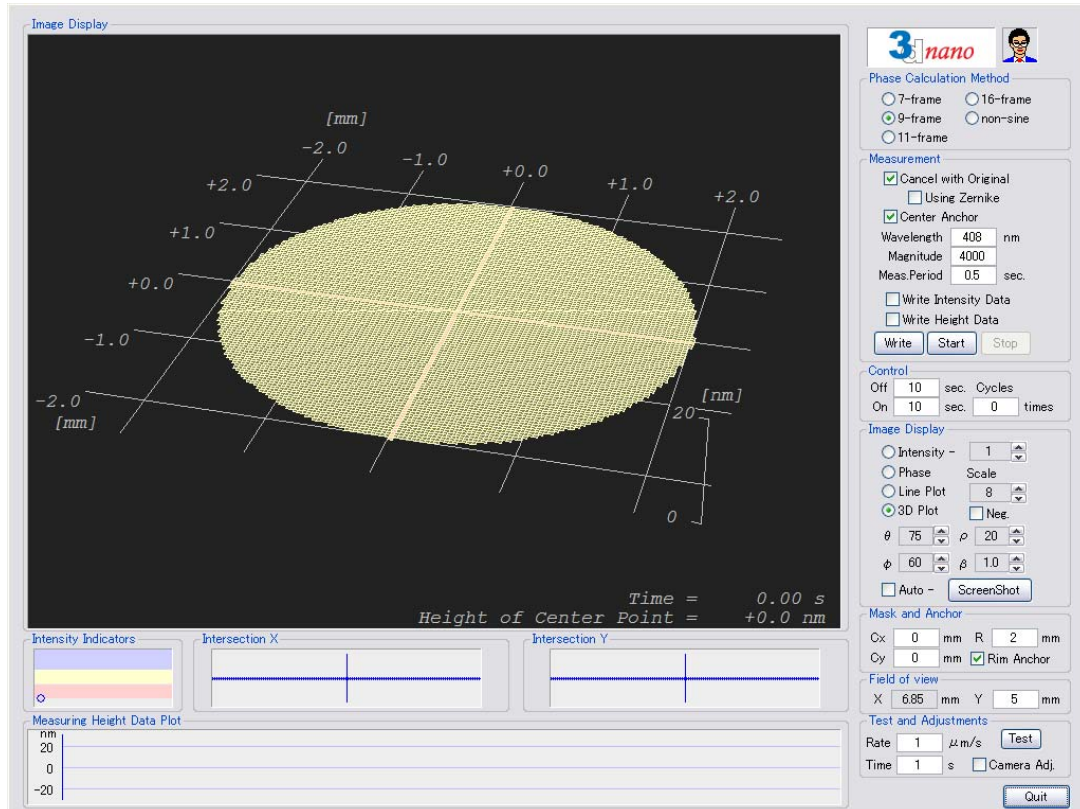 Image Display
[mm]
-2.0
-1.0
+0.0
+1.0
+2.0
+2.0
+1.0
+0.0
-1.0
-2.0
[mm]
[nm]
20
0
Time = 0.00 s
Height of Center Point = +0.0 nm
Intensity Indicators
Intersection X
Intersection Y
Measuring Height Data Plot
nm
20
0
-20
3d nano
Phase Calculation Method
7-frame 16-frame
9-frame non-sine
11-frame
Measurement
Cancel with Original
Using Zernike
Center Anchor
Wavelength 408 nm
Magnitude 4000
Meas.Period 0.5 sec.
Write Intensity Data
Write Height Data
Write Start Stop
Control
Off 10 sec. Cycles
On 10 sec. 0 times
Image Display
Intensity - 1
Phase Scale
Line Plot 8
3D Plot Neg.
θ 75 ρ 20
φ 60 β 1.0
Auto - ScreenShot
Mask and Anchor
Cx 0 mm R 2 mm
Cy 0 mm Rim Anchor
Field of view
X 6.85 mm Y 5 mm
Test and Adjustments
Rate 1 μm/s Test
Time 1 s Camera Adj.
Quit